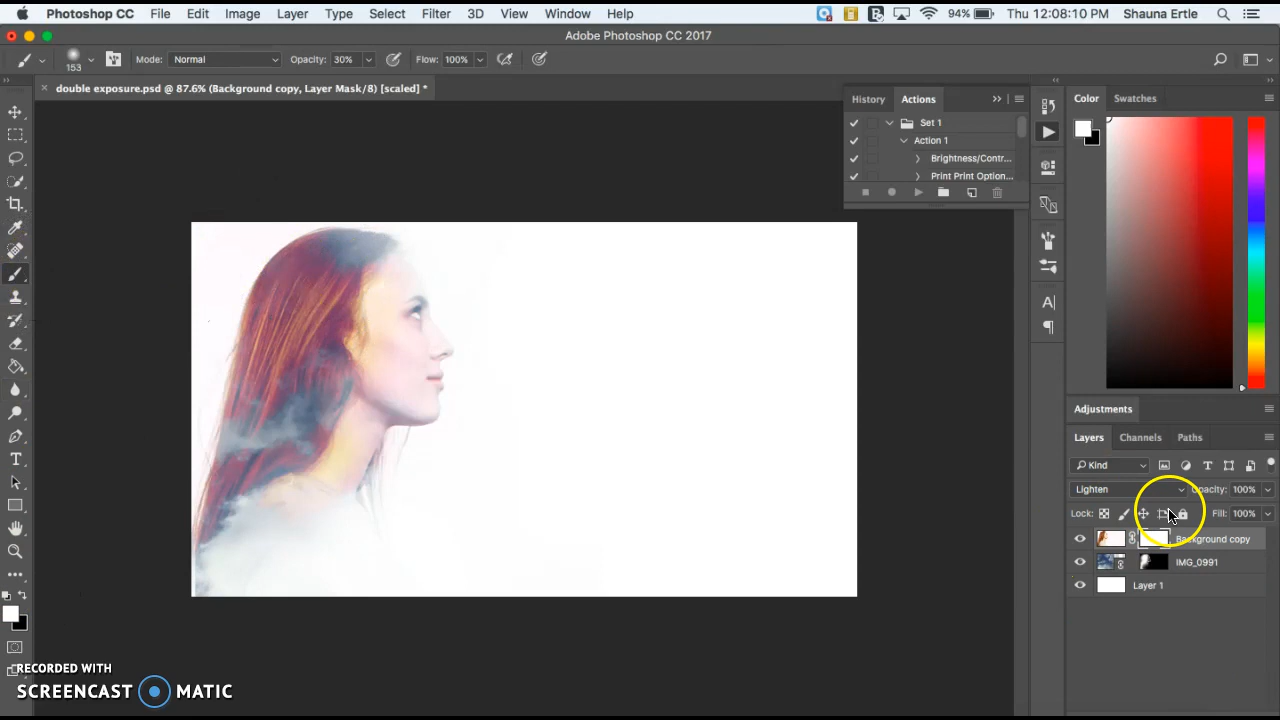 Photoshop CC File Edit Image Layer Type Select Filter 3D View Window Help 94% Thu 12:08:10 PM Shauna Ertle
Adobe Photoshop CC 2017
153 Mode: Normal Opacity: 30% Flow: 100%
double exposure.psd @ 87.6% (Background copy, Layer Mask/8) [scaled] *
History Actions
Color Swatches
Set 1
Action 1
Brightness/Contr...
Print Print Option...
Adjustments
Layers Channels Paths
Kind
Lighten Opacity: 100%
Lock: Fill: 100%
Background copy
IMG_0991
Layer 1
RECORDED WITH
SCREENCAST MATIC